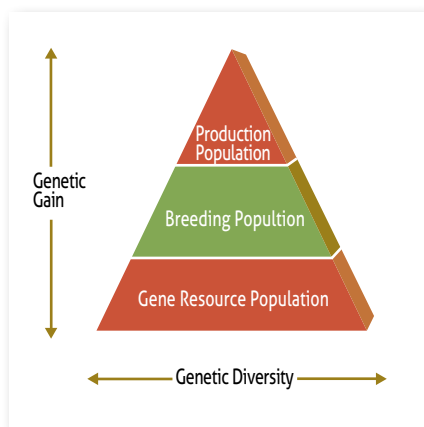 Production
Population
Genetic
Gain
Breeding Popultion
Gene Resource Population
Genetic Diversity